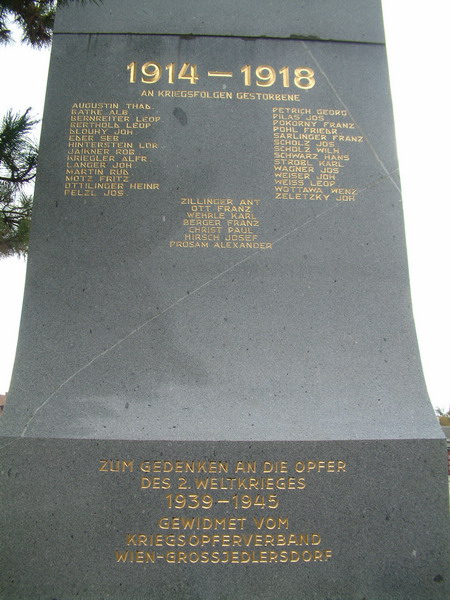 1914 – 1918
AN KRIEGSFOLGEN GESTORBENE
AUGUSTIN THAD.
RATKE ALB
BERNREITER LEOP
BERTHOLD LEOP
DLOUHY JOH
EDER SEB
HINTERSTEIN LOR
JAIKNER ROB
KRIEGLER ALFR
LANGER JOH
MARTIN RUD
MOTZ FRITZ
OTTILINGER HEINR
PELZL JOS
PETRICH GEORG
PILAS JOS
POKORNY FRANZ
POHL FRIEDR
SARLINGER FRANZ
SCHOLZ JOS
SCHOLZ WILH
SCHWARZ HANS
STROBL KARL
WAGNER JOS
WEISER JOH
WEISS LEOP
WOTTAWA WENZ
ZELETZKY JOH
ZILLINGER ANT
OTT FRANZ
WEHRLE KARL
BERGER FRANZ
CHRIST PAUL
HIRSCH JOSEF
PROSAM ALEXANDER
ZUM GEDENKEN AN DIE OPFER
DES 2. WELTKRIEGES
1939 – 1945
GEWIDMET VOM
KRIEGSOPFERVERBAND
WIEN-GROSSJEDLERSDORF